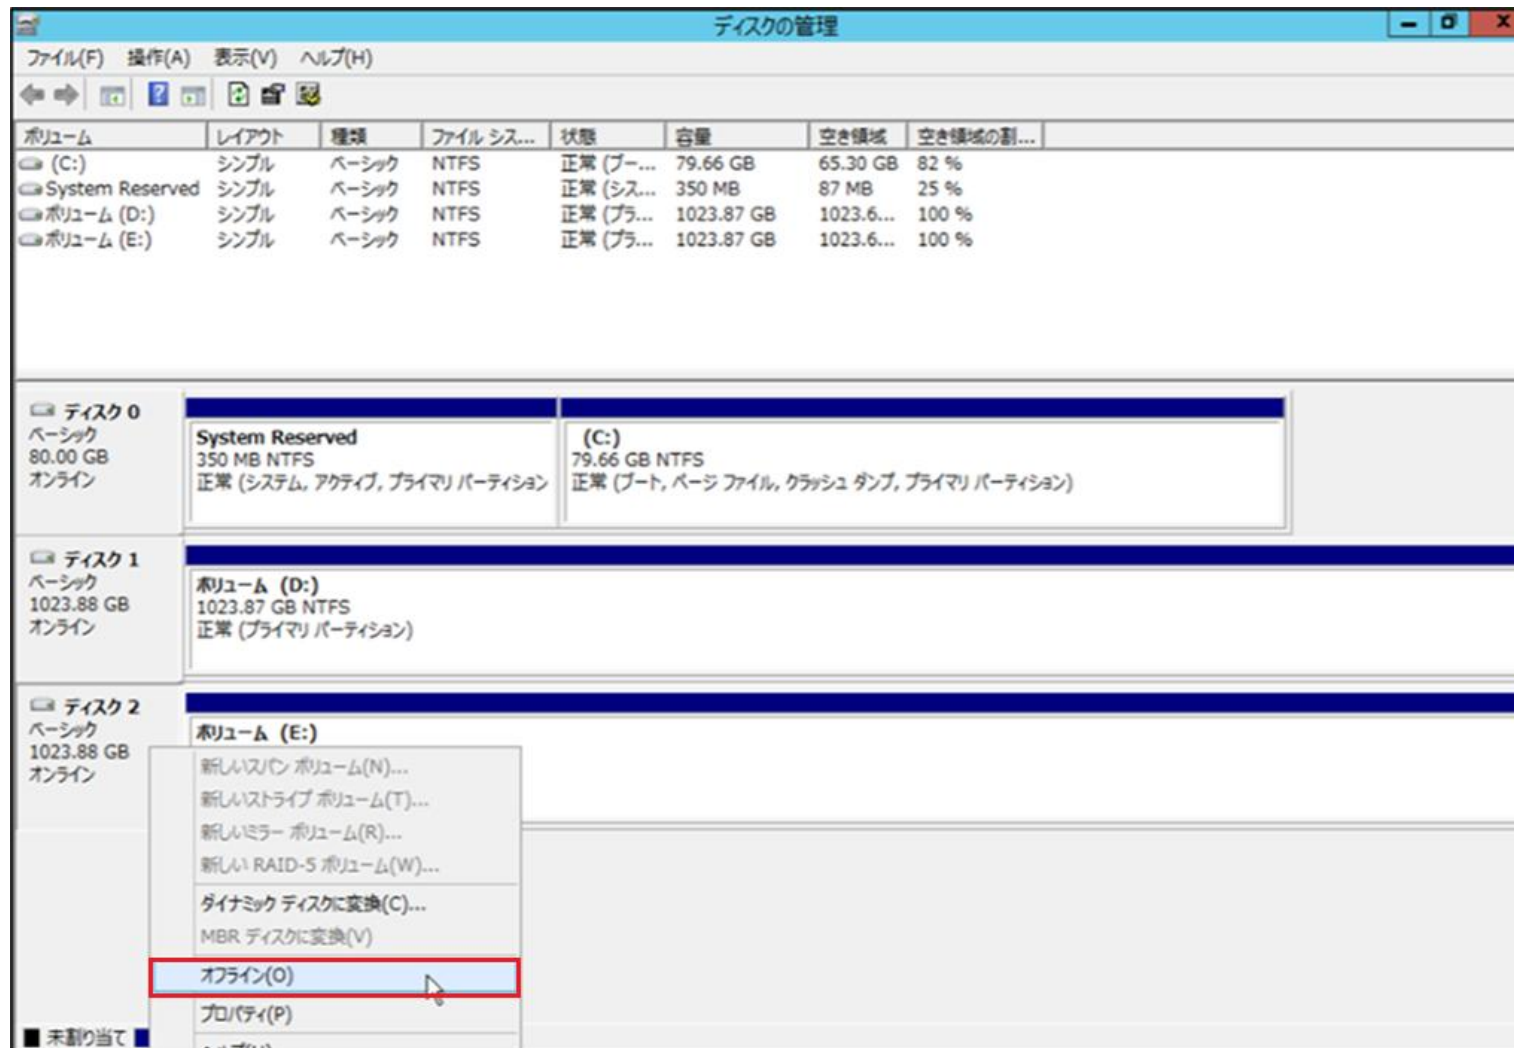 ディスクの管理
ファイル(F) 操作(A) 表示(V) ヘルプ(H)
ボリューム レイアウト 種類 ファイル シス... 状態 容量 空き領域 空き領域の割...
(C:) シンプル ベーシック NTFS 正常 (ブー... 79.66 GB 65.30 GB 82 %
System Reserved シンプル ベーシック NTFS 正常 (シス... 350 MB 87 MB 25 %
ボリューム (D:) シンプル ベーシック NTFS 正常 (プラ... 1023.87 GB 1023.6... 100 %
ボリューム (E:) シンプル ベーシック NTFS 正常 (プラ... 1023.87 GB 1023.6... 100 %
ディスク 0
ベーシック
80.00 GB
オンライン
System Reserved
350 MB NTFS
正常 (システム, アクティブ, プライマリ パーティション
(C:)
79.66 GB NTFS
正常 (ブート, ページ ファイル, クラッシュ ダンプ, プライマリ パーティション)
ディスク 1
ベーシック
1023.88 GB
オンライン
ボリューム (D:)
1023.87 GB NTFS
正常 (プライマリ パーティション)
ディスク 2
ベーシック
1023.88 GB
オンライン
ボリューム (E:)
新しいスパン ボリューム(N)...
新しいストライプ ボリューム(T)...
新しいミラー ボリューム(R)...
新しい RAID-5 ボリューム(W)...
ダイナミック ディスクに変換(C)...
MBR ディスクに変換(V)
オフライン(O)
プロパティ(P)
未割り当て